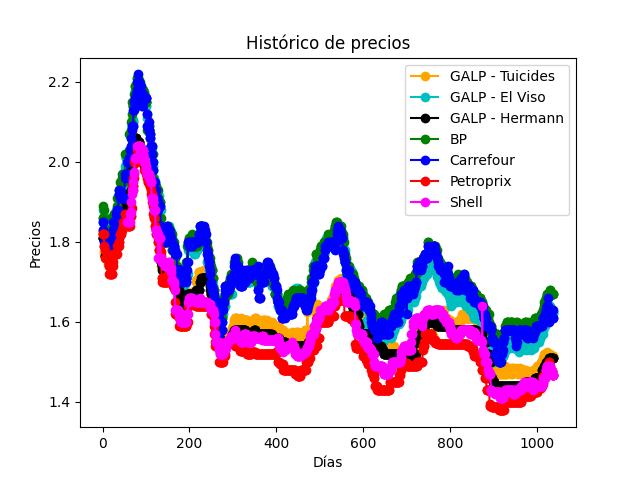 Histórico de precios
GALP - Tuicides
GALP - El Viso
GALP - Hermann
BP
Carrefour
Petroprix
Shell
Precios
2.2
2.0
1.8
1.6
1.4
0 200 400 600 800 1000
Días